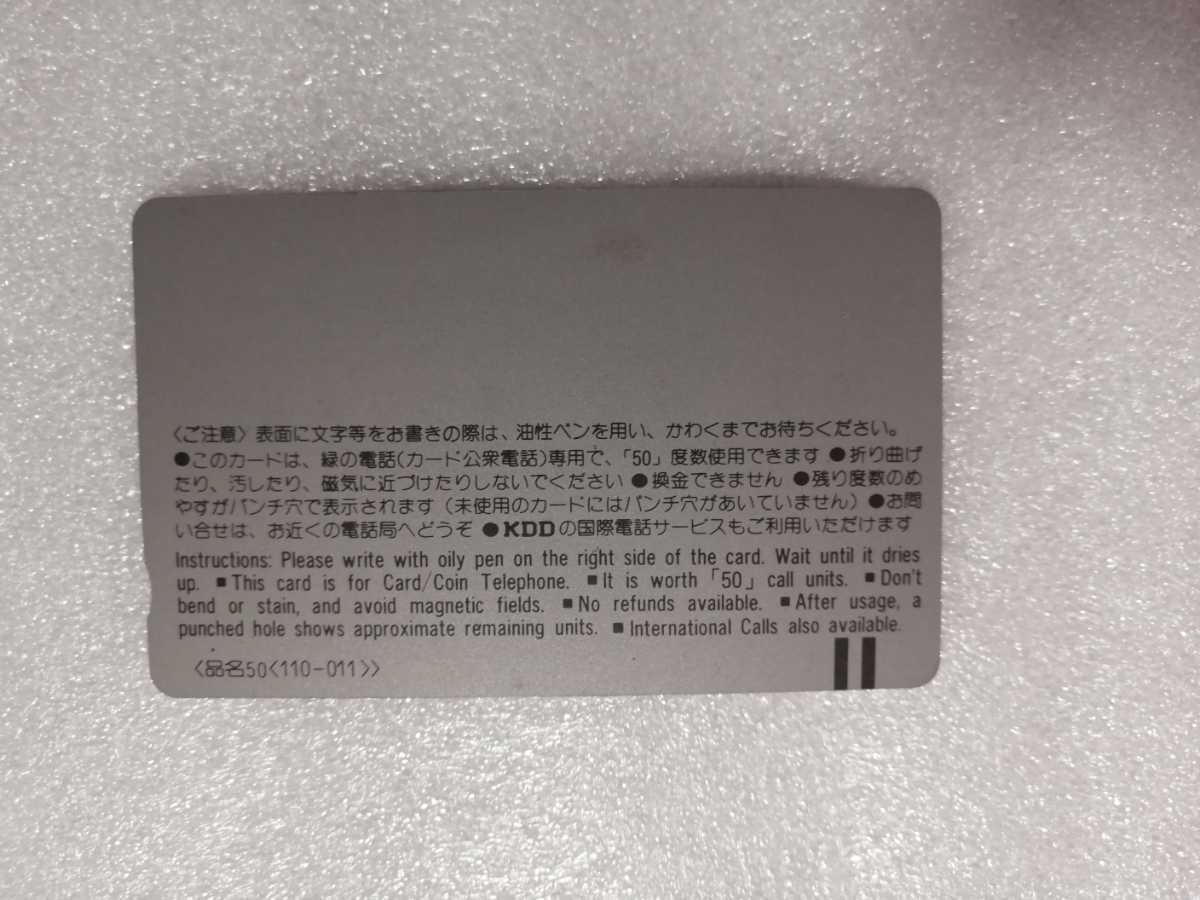 〈ご注意〉表面に文字等をお書きの際は、油性ペンを用い、かわくまでお待ちください。
●このカードは、緑の電話(カード公衆電話)専用で、「50」度数使用できます ●折り曲げ
たり、汚したり、磁気に近づけたりしないでください ●換金できません ●残り度数のめ
やすがパンチ穴で表示されます(未使用のカードにはパンチ穴があいていません) ●お問
い合せは、お近くの電話局へどうぞ ●KDDの国際電話サービスもご利用いただけます
Instructions: Please write with oily pen on the right side of the card. Wait until it dries
up. ■This card is for Card/Coin Telephone. ■It is worth「50」call units. ■Don't
bend or stain, and avoid magnetic fields. ■No refunds available. ■After usage, a
punched hole shows approximate remaining units. ■International Calls also available.
〈品名50〈110-011〉〉